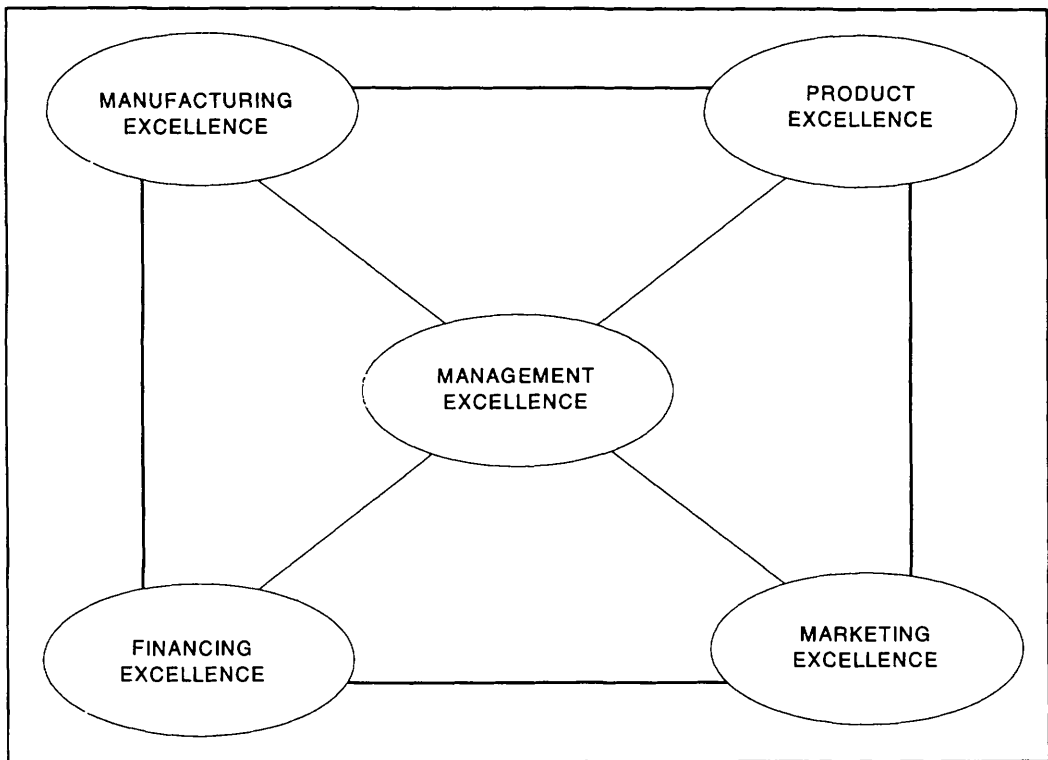 MANUFACTURING
EXCELLENCE
PRODUCT
EXCELLENCE
MANAGEMENT
EXCELLENCE
FINANCING
EXCELLENCE
MARKETING
EXCELLENCE